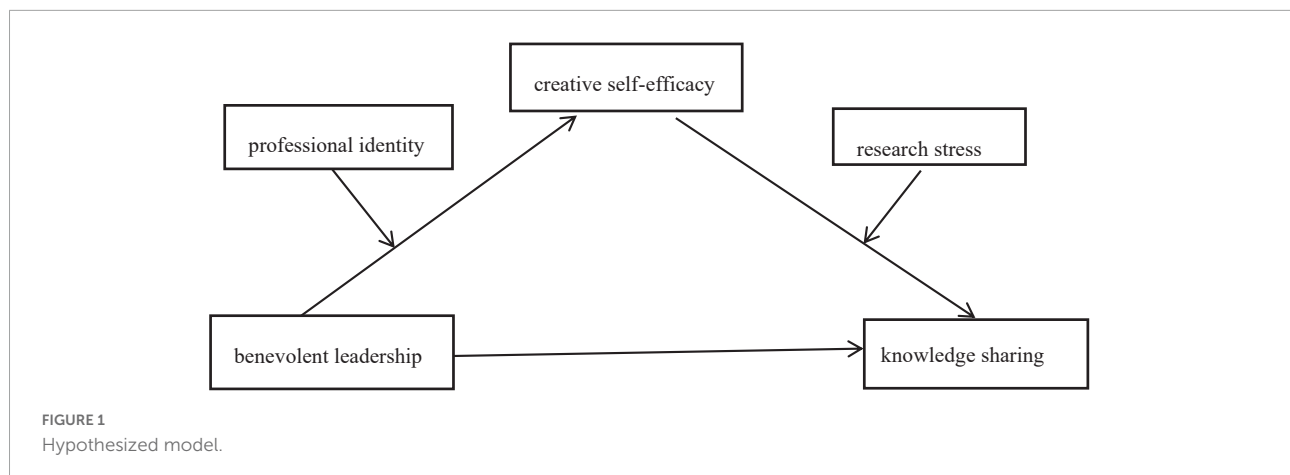 creative self-efficacy
professional identity
research stress
benevolent leadership
knowledge sharing
FIGURE 1
Hypothesized model.